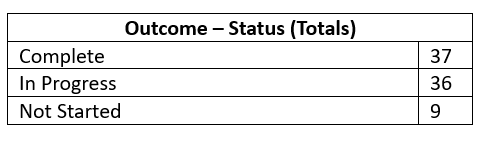 Outcome – Status (Totals)
Complete 37
In Progress 36
Not Started 9